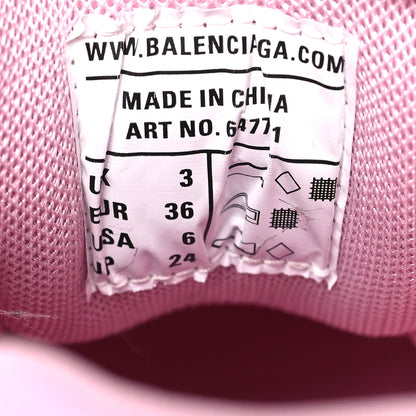 WWW.BALENCIAGA.COM
MADE IN CHINA
ART NO. 64771
UK 3
EUR 36
USA 6
JP 24